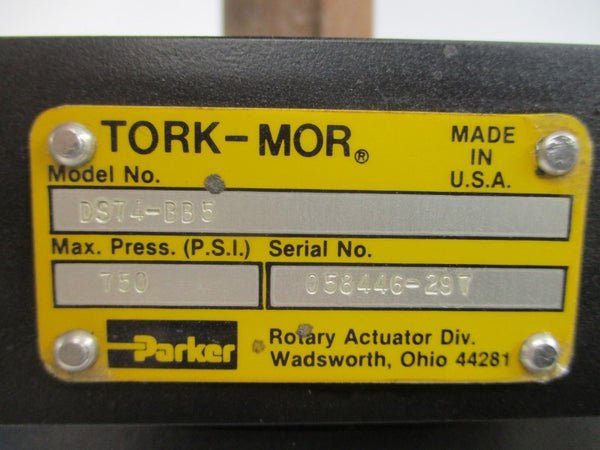 TORK-MOR®
MADE
IN
U.S.A.
Model No.
DS74-BB5
Max. Press. (P.S.I.) Serial No.
750 058446-297
Parker
Rotary Actuator Div.
Wadsworth, Ohio 44281